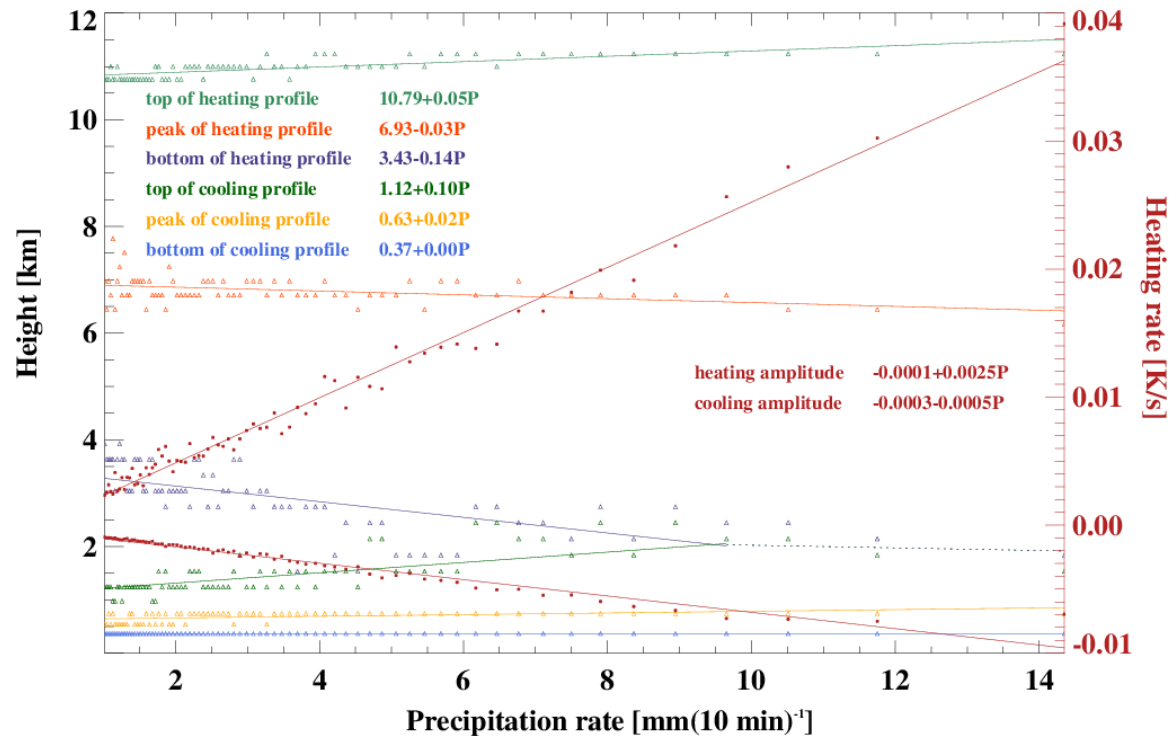 12
10
8
6
4
2
Height [km]
top of heating profile 10.79+0.05P
peak of heating profile 6.93-0.03P
bottom of heating profile 3.43-0.14P
top of cooling profile 1.12+0.10P
peak of cooling profile 0.63+0.02P
bottom of cooling profile 0.37+0.00P
heating amplitude -0.0001+0.0025P
cooling amplitude -0.0003-0.0005P
0.04
0.03
0.02
0.01
0.00
-0.01
Heating rate [K/s]
2 4 6 8 10 12 14
Precipitation rate [mm(10 min)⁻¹]